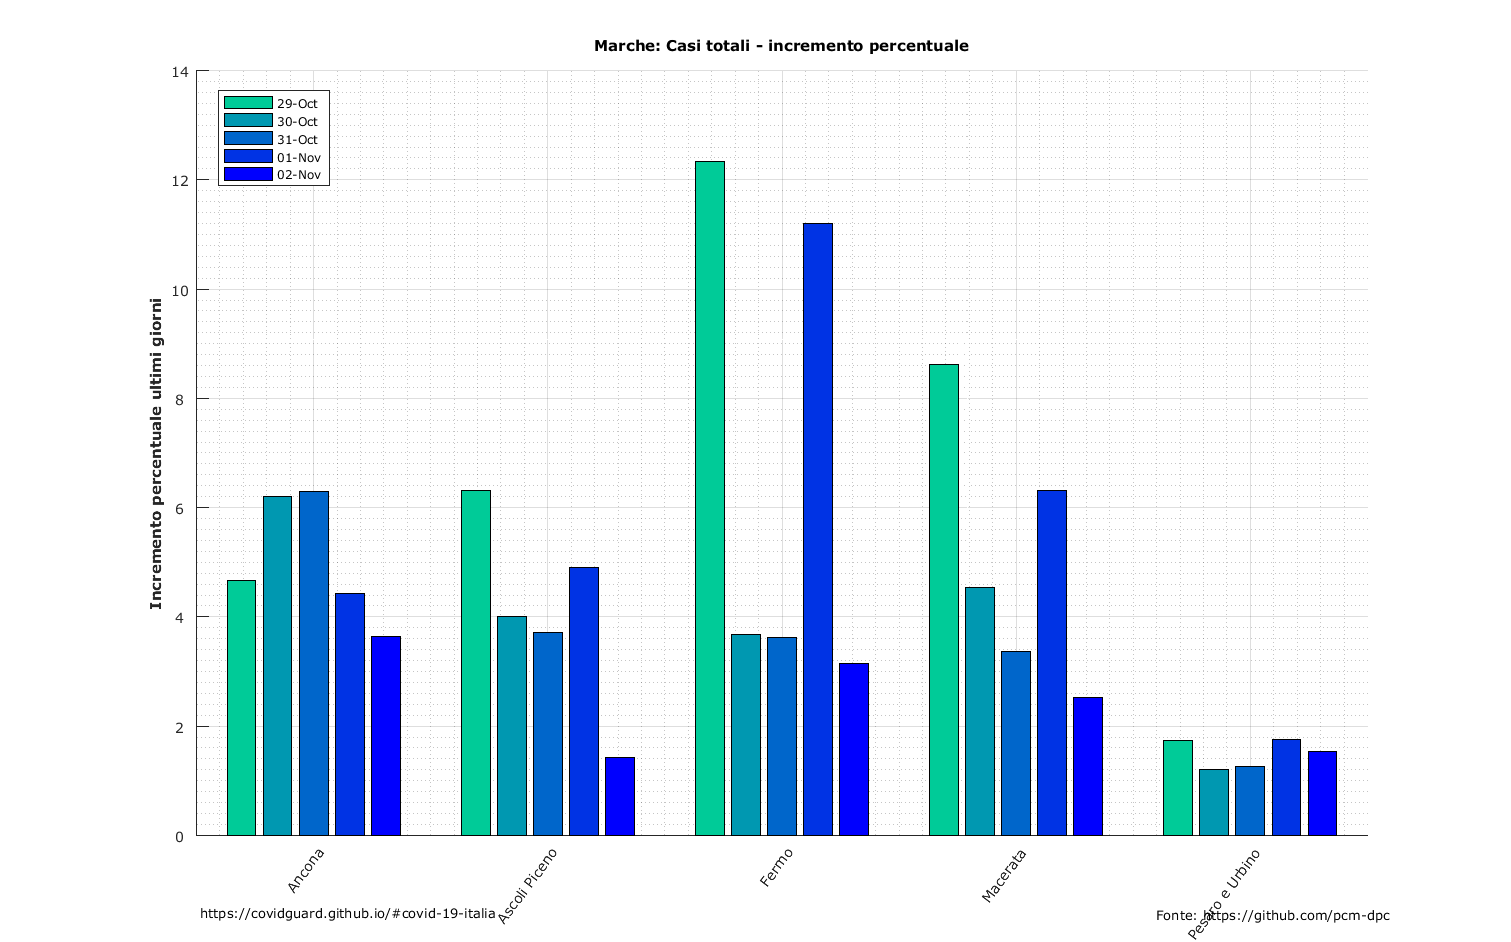 Marche: Casi totali - incremento percentuale
Incremento percentuale ultimi giorni
14
12
10
8
6
4
2
0
29-Oct
30-Oct
31-Oct
01-Nov
02-Nov
Ancona
Ascoli Piceno
Fermo
Macerata
Pesaro e Urbino
https://covidguard.github.io/#covid-19-italia
Fonte: https://github.com/pcm-dpc